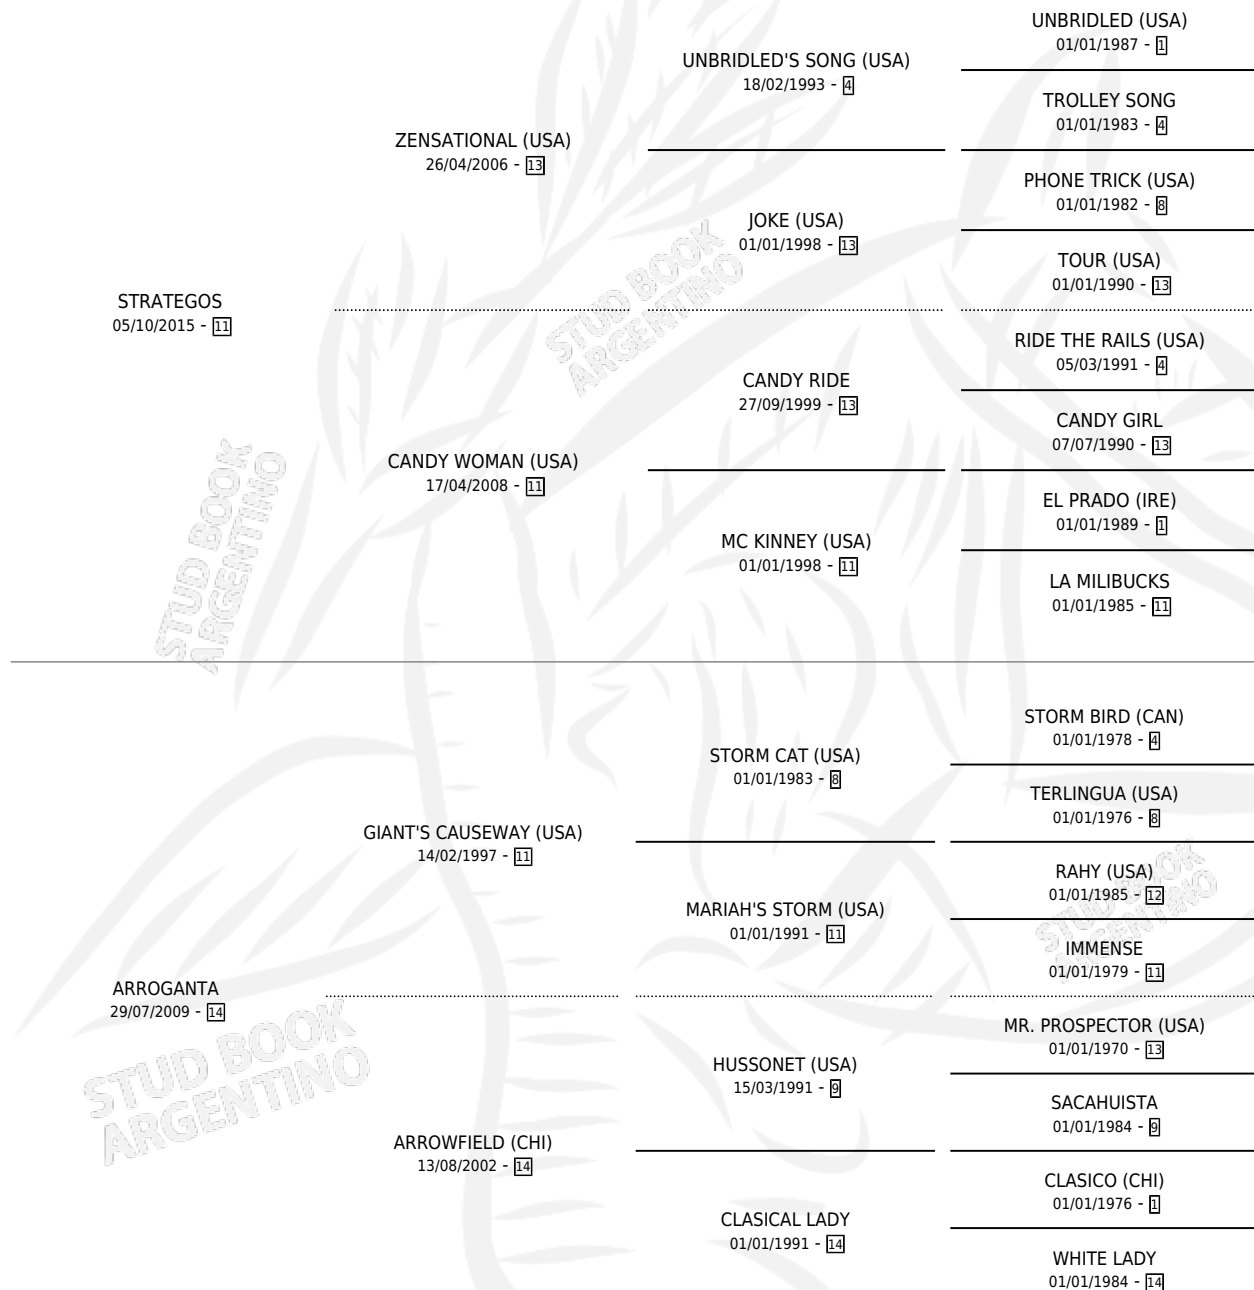 UNBRIDLED (USA)
01/01/1987 - 1
UNBRIDLED'S SONG (USA)
18/02/1993 - 4
TROLLEY SONG
01/01/1983 - 4
ZENSATIONAL (USA)
26/04/2006 - 13
PHONE TRICK (USA)
01/01/1982 - 8
JOKE (USA)
01/01/1998 - 13
TOUR (USA)
01/01/1990 - 13
STRATEGOS
05/10/2015 - 11
STUD BOOK
ARGENTINO
RIDE THE RAILS (USA)
05/03/1991 - 4
CANDY RIDE
27/09/1999 - 13
CANDY GIRL
07/07/1990 - 13
CANDY WOMAN (USA)
17/04/2008 - 11
EL PRADO (IRE)
01/01/1989 - 1
MC KINNEY (USA)
01/01/1998 - 11
LA MILIBUCKS
01/01/1985 - 11
STUD BOOK
ARGENTINO
STORM BIRD (CAN)
01/01/1978 - 4
STORM CAT (USA)
01/01/1983 - 8
TERLINGUA (USA)
01/01/1976 - 8
GIANT'S CAUSEWAY (USA)
14/02/1997 - 11
RAHY (USA)
01/01/1985 - 12
MARIAH'S STORM (USA)
01/01/1991 - 11
STUD BOOK
ARGENTINO
IMMENSE
01/01/1979 - 11
ARROGANTA
29/07/2009 - 14
STUD BOOK
ARGENTINO
MR. PROSPECTOR (USA)
01/01/1970 - 13
HUSSONET (USA)
15/03/1991 - 9
SACAHUISTA
01/01/1984 - 9
ARROWFIELD (CHI)
13/08/2002 - 14
CLASICO (CHI)
01/01/1976 - 1
CLASICAL LADY
01/01/1991 - 14
WHITE LADY
01/01/1984 - 14